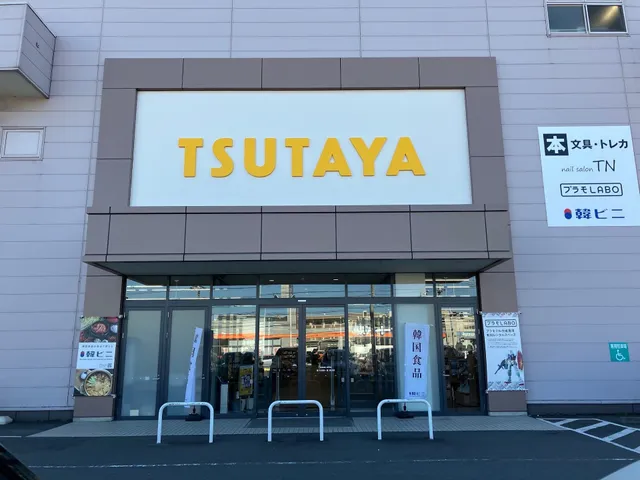 TSUTAYA
本 文具・トレカ
nail salon TN
プラモLABO
韓ビニ
韓ビニ
韓国食品
プラモLABO